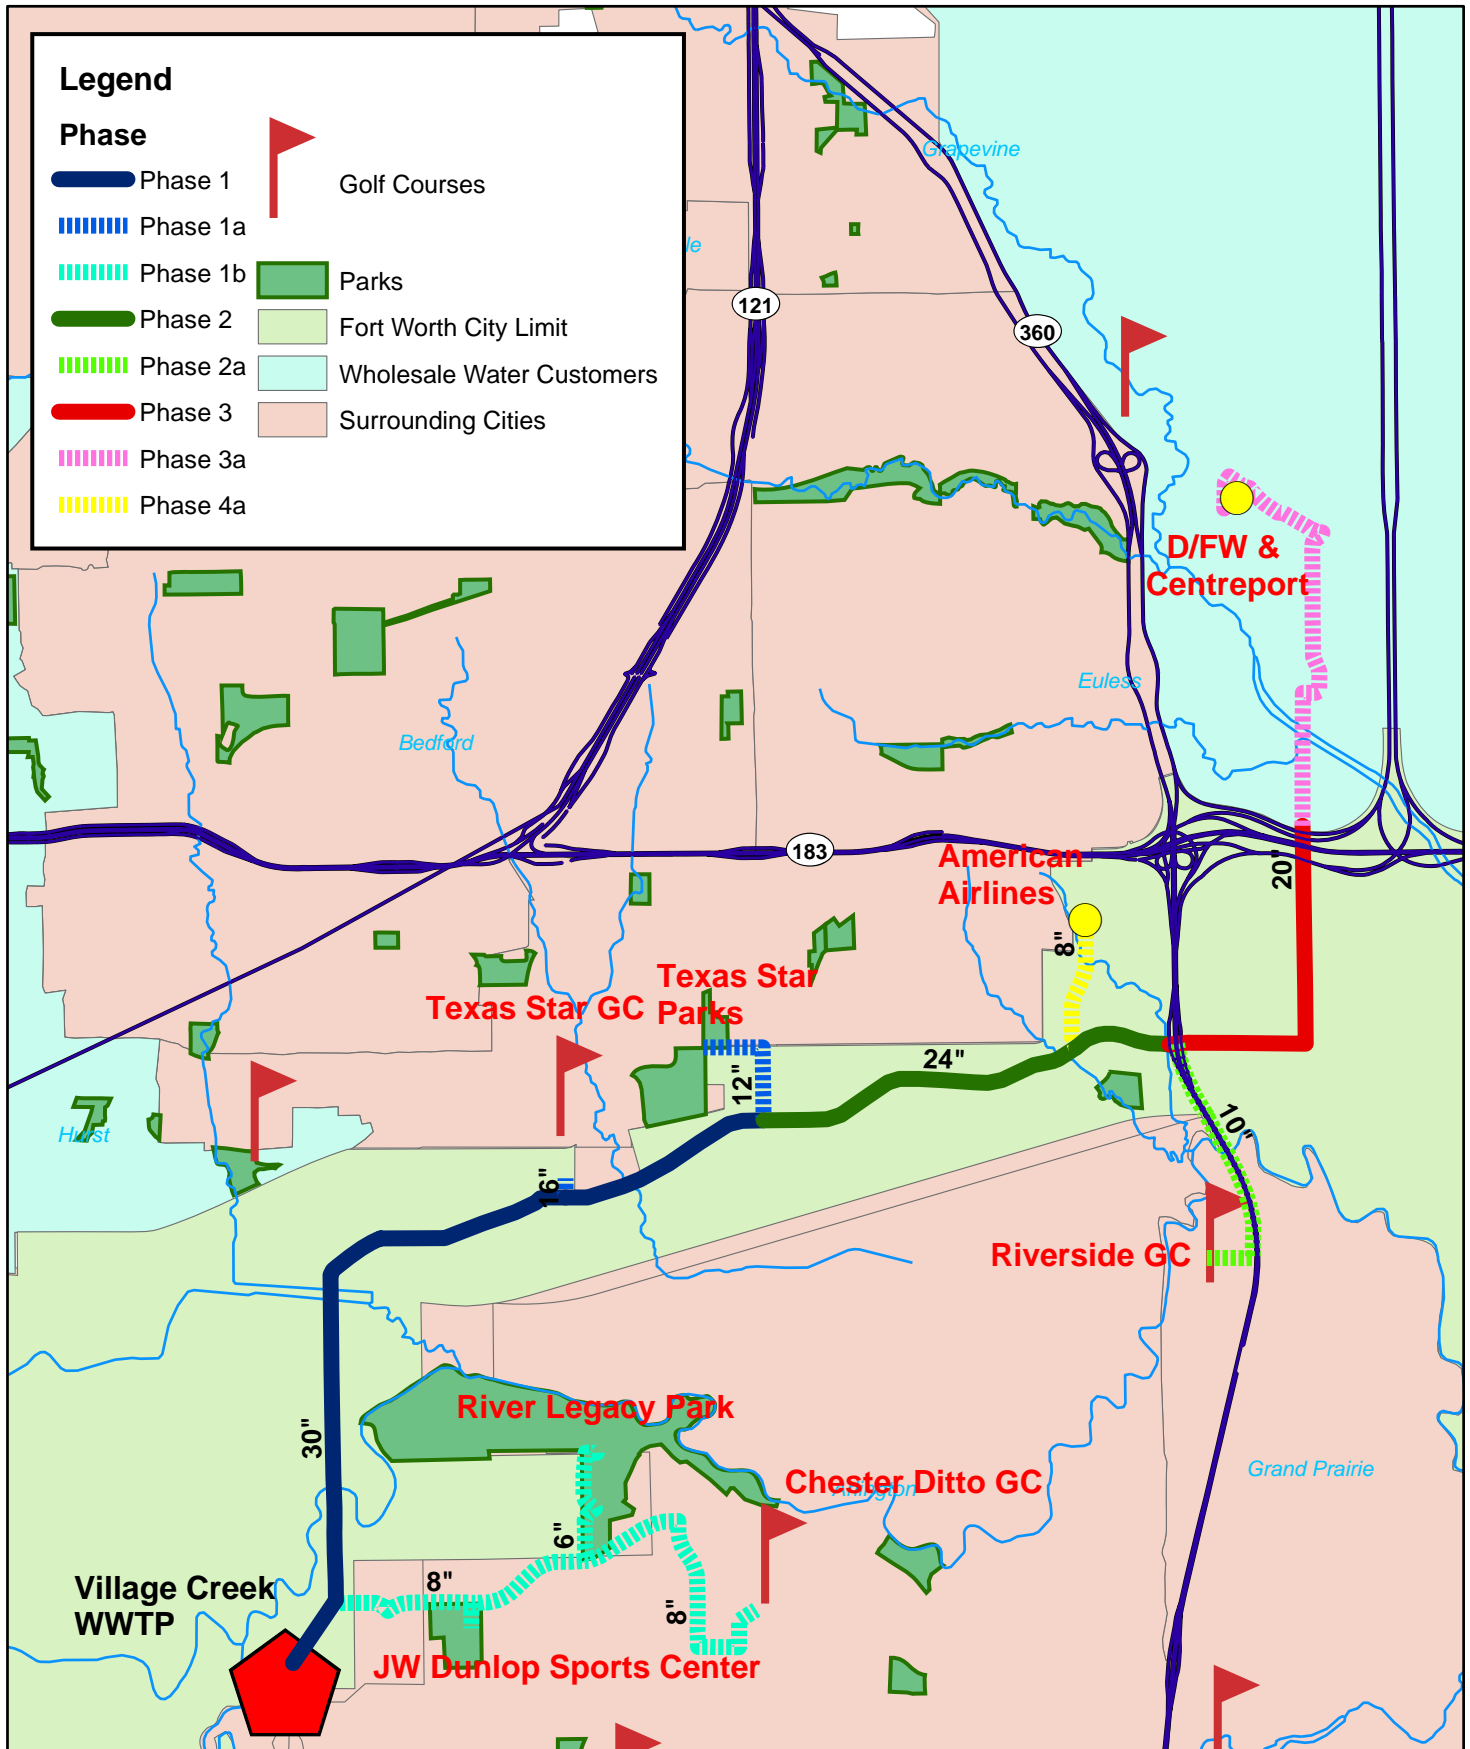 Legend
Phase
Phase 1
Phase 1a
Phase 1b
Phase 2
Phase 2a
Phase 3
Phase 3a
Phase 4a
Golf Courses
Parks
Fort Worth City Limit
Wholesale Water Customers
Surrounding Cities
Grapevine
le
121
360
D/FW &
Centreport
Euless
Bedford
183
American
Airlines
20"
8"
Texas Star GC
Texas Star
Parks
24"
12"
10"
Hurst
16"
Riverside GC
30"
River Legacy Park
Chester Ditto GC
Arlington
Grand Prairie
6"
8"
8"
Village Creek
WWTP
JW Dunlop Sports Center